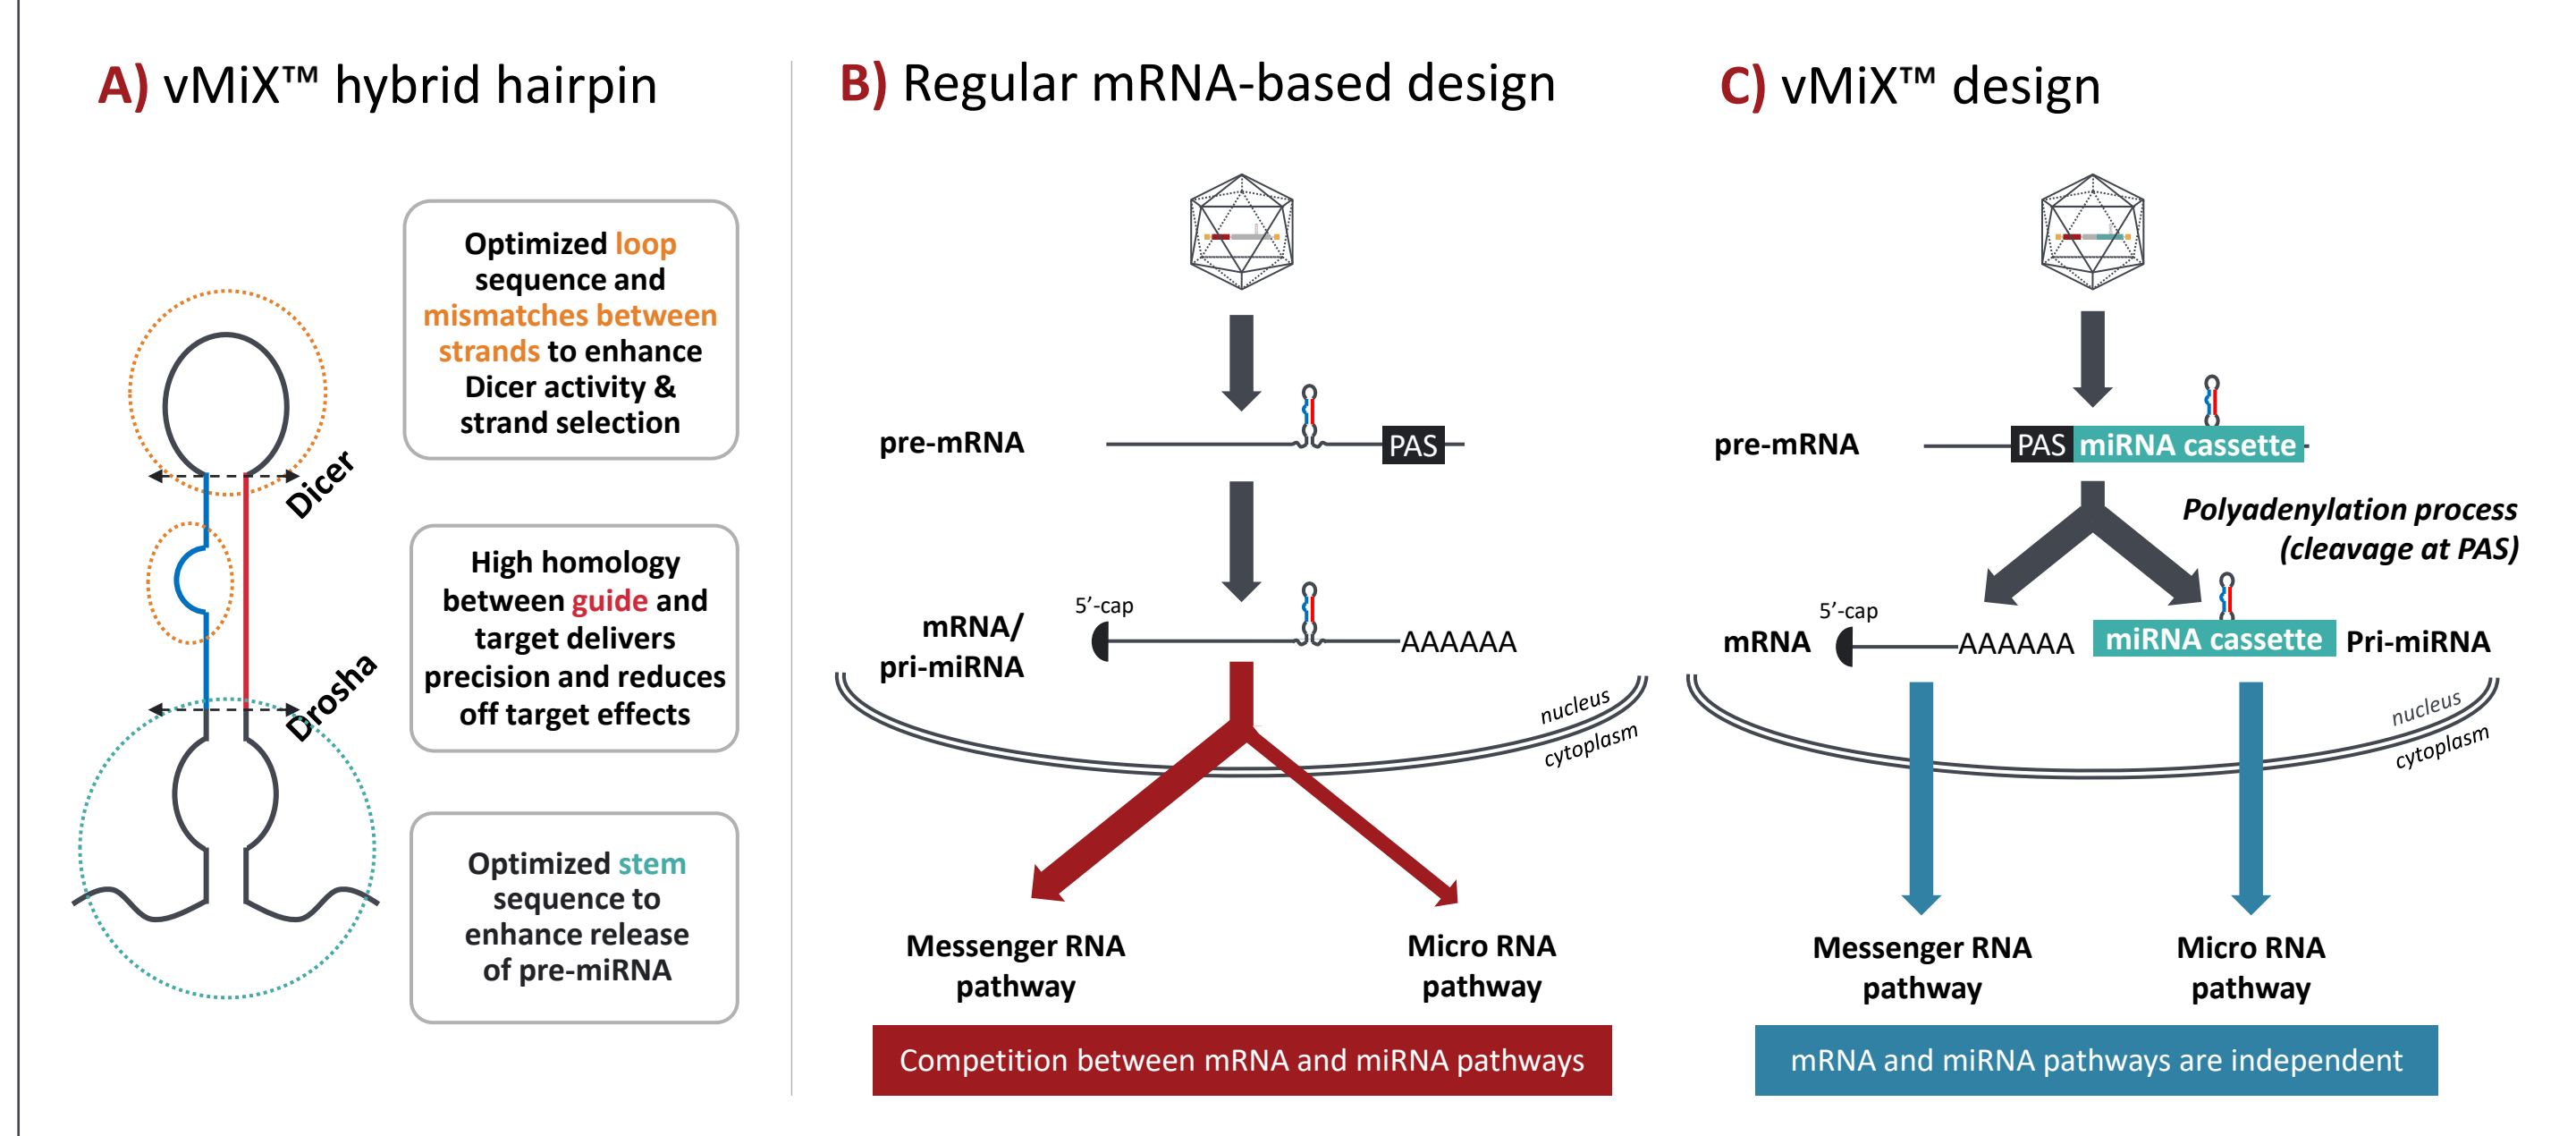 A) vMiX™ hybrid hairpin
Optimized loop
sequence and
mismatches between
strands to enhance
Dicer activity &
strand selection
Dicer
High homology
between guide and
target delivers
precision and reduces
off target effects
Drosha
Optimized stem
sequence to
enhance release
of pre-miRNA
B) Regular mRNA-based design
pre-mRNA
PAS
5’-cap
mRNA/
pri-miRNA
AAAAAA
nucleus
cytoplasm
Messenger RNA
pathway
Micro RNA
pathway
Competition between mRNA and miRNA pathways
C) vMiX™ design
pre-mRNA
PAS miRNA cassette
Polyadenylation process
(cleavage at PAS)
5’-cap
mRNA
AAAAAA
miRNA cassette
Pri-miRNA
nucleus
cytoplasm
Messenger RNA
pathway
Micro RNA
pathway
mRNA and miRNA pathways are independent